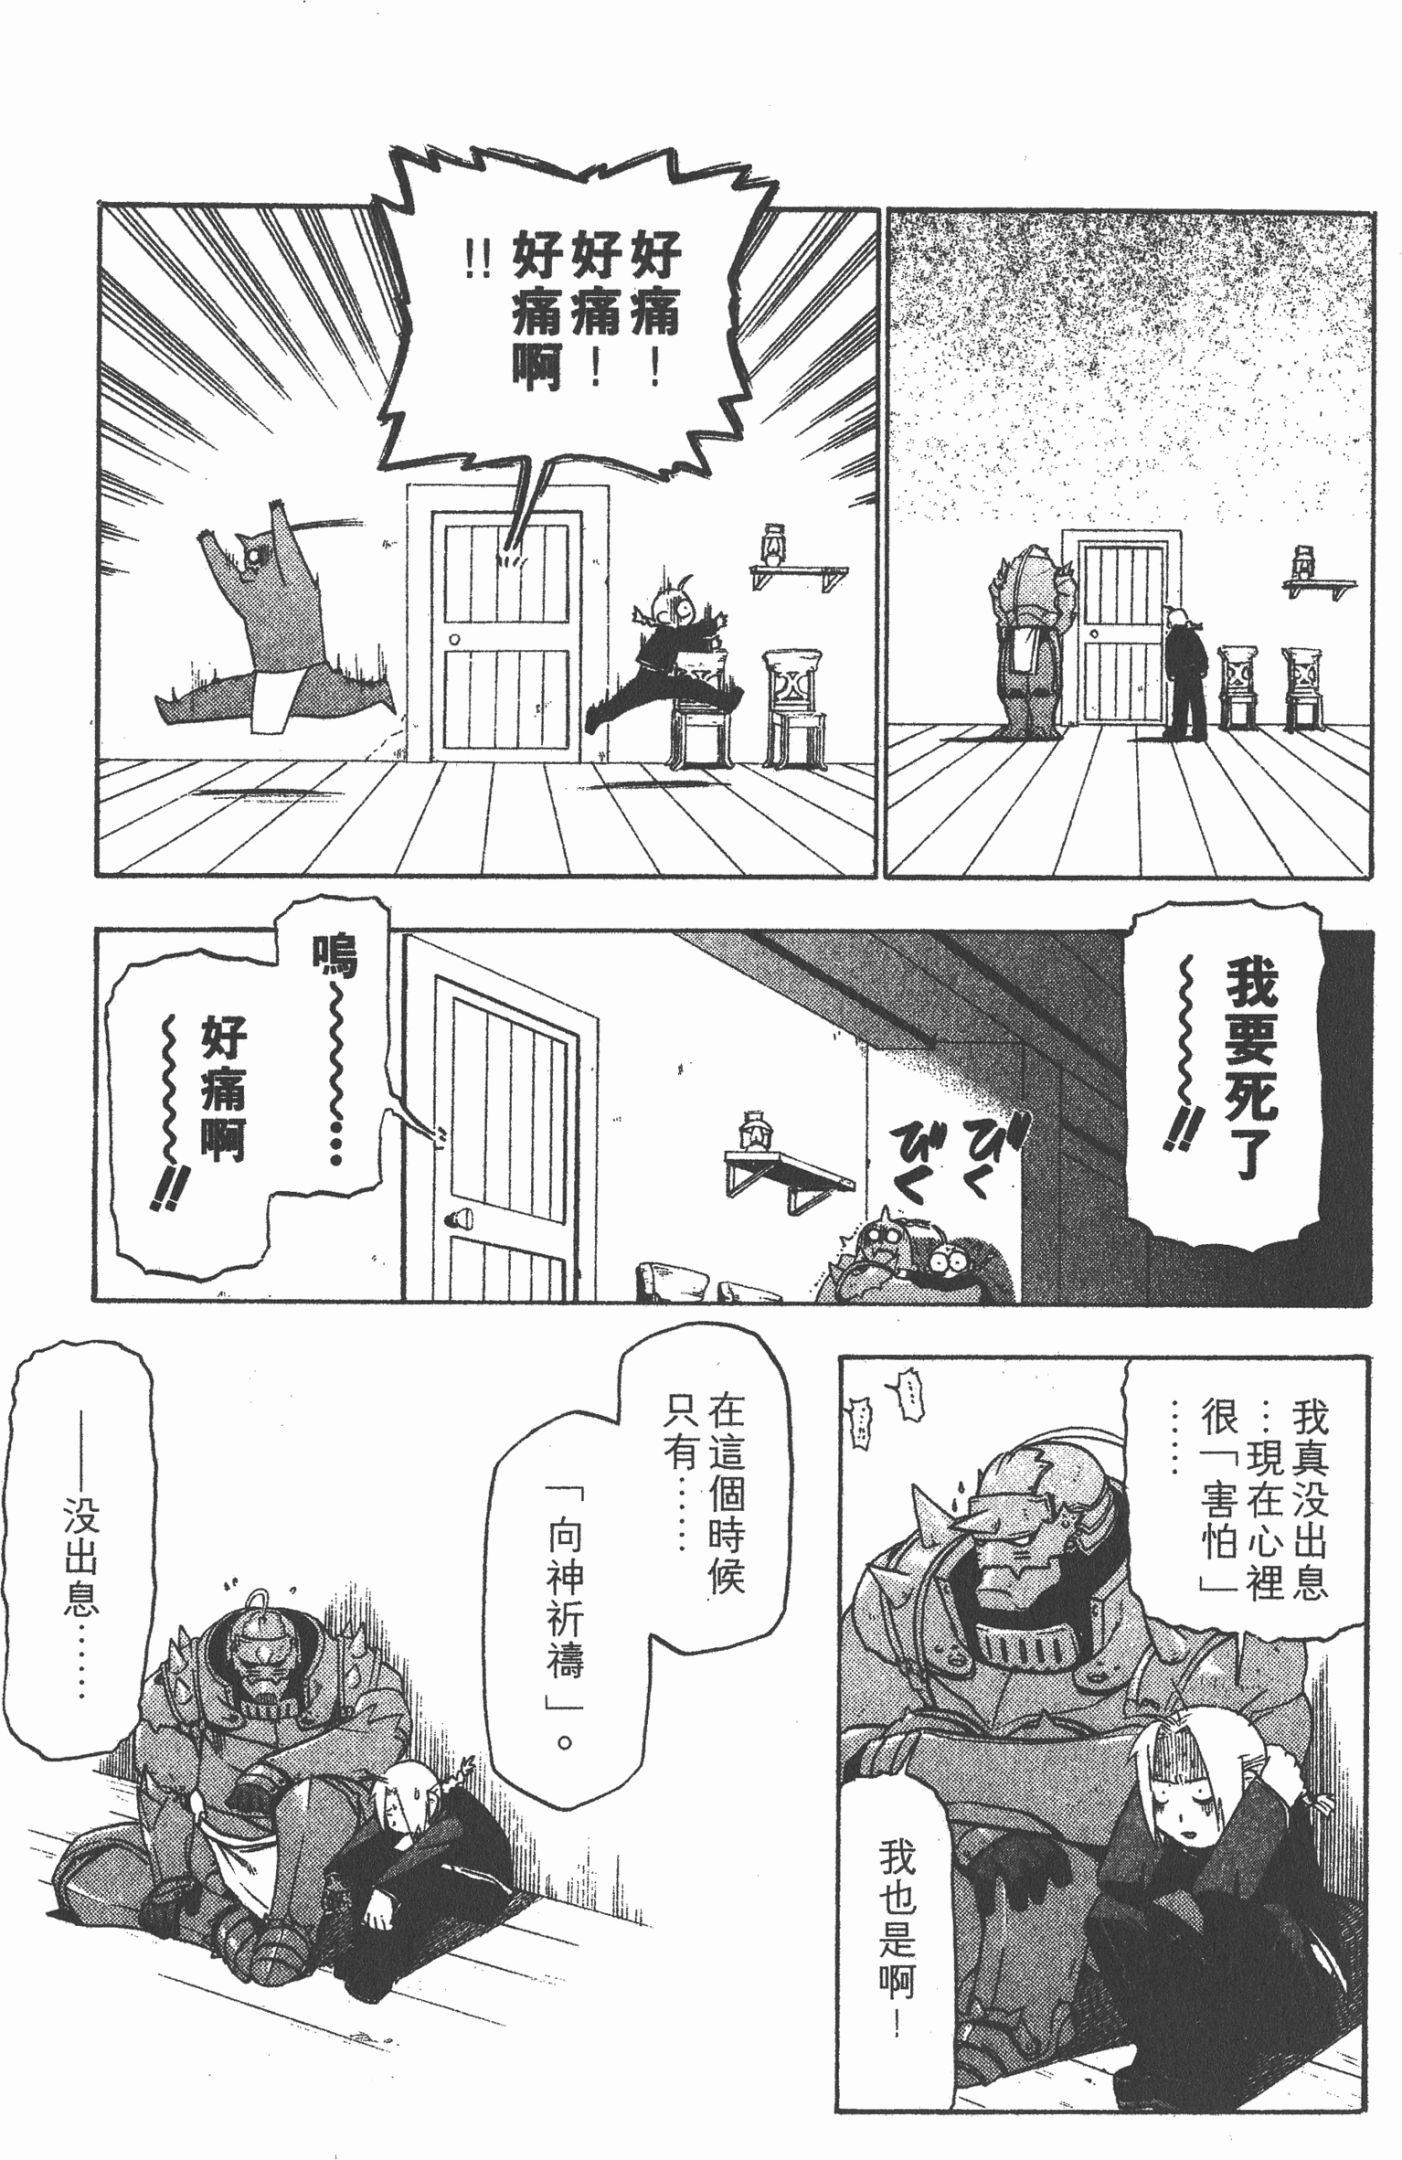 好痛！
好痛！
好痛啊
!!
我要死了
～～～!!
びく
びく
嗚～～～…
好痛啊
～～～!!
我真没出息
…現在心裡
很「害怕」
……
……
……
我也是啊！
在這個時候
只有……
「向神祈禱」。
——没出息……